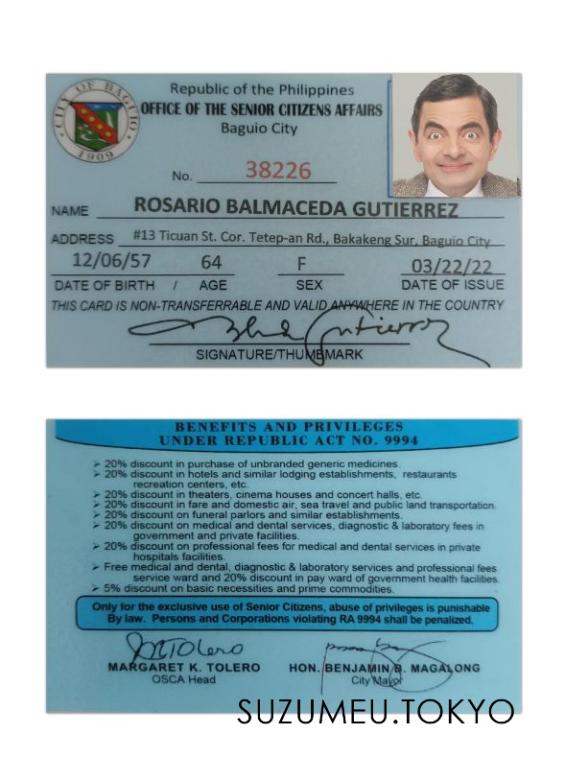 CITY OF BAGUIO
1909
Republic of the Philippines
OFFICE OF THE SENIOR CITIZENS AFFAIRS
Baguio City
No. 38226
NAME ROSARIO BALMACEDA GUTIERREZ
ADDRESS #13 Ticuan St. Cor. Tetep-an Rd., Bakakeng Sur, Baguio City
12/06/57 64 F 03/22/22
DATE OF BIRTH / AGE SEX DATE OF ISSUE
THIS CARD IS NON-TRANSFERRABLE AND VALID ANYWHERE IN THE COUNTRY
Gutierrez
SIGNATURE/THUMBMARK
BENEFITS AND PRIVILEGES
UNDER REPUBLIC ACT NO. 9994
➢ 20% discount in purchase of unbranded generic medicines.
➢ 20% discount in hotels and similar lodging establishments, restaurants
recreation centers, etc.
➢ 20% discount in theaters, cinema houses and concert halls, etc.
➢ 20% discount in fare and domestic air, sea travel and public land transportation.
➢ 20% discount on funeral parlors and similar establishments.
➢ 20% discount on medical and dental services, diagnostic & laboratory fees in
government and private facilities.
➢ 20% discount on professional fees for medical and dental services in private
hospitals facilities.
➢ Free medical and dental, diagnostic & laboratory services and professional fees
service ward and 20% discount in pay ward of government health facilities.
➢ 5% discount on basic necessities and prime commodities.
Only for the exclusive use of Senior Citizens, abuse of privileges is punishable
By law. Persons and Corporations violating RA 9994 shall be penalized.
MKTolero
MARGARET K. TOLERO HON. BENJAMIN B. MAGALONG
OSCA Head City Mayor
SUZUMEU.TOKYO